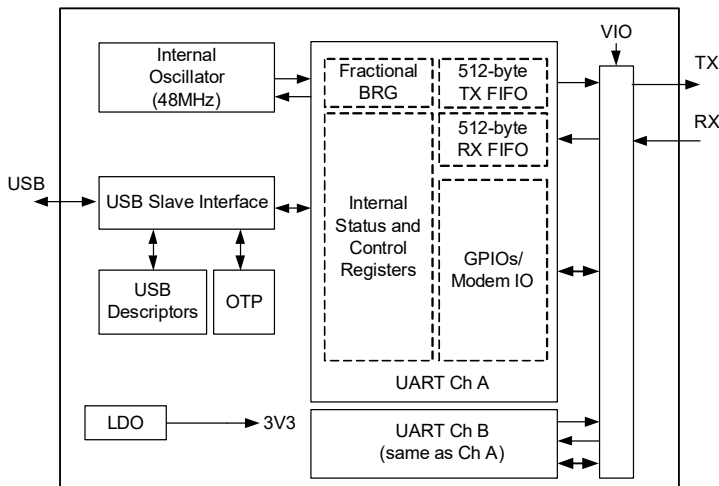 Internal
Oscillator
(48MHz)
Fractional
BRG
512-byte
TX FIFO
VIO
TX
512-byte
RX FIFO
RX
USB
USB Slave Interface
Internal
Status and
Control
Registers
GPIOs/
Modem IO
USB
Descriptors
OTP
UART Ch A
LDO
3V3
UART Ch B
(same as Ch A)